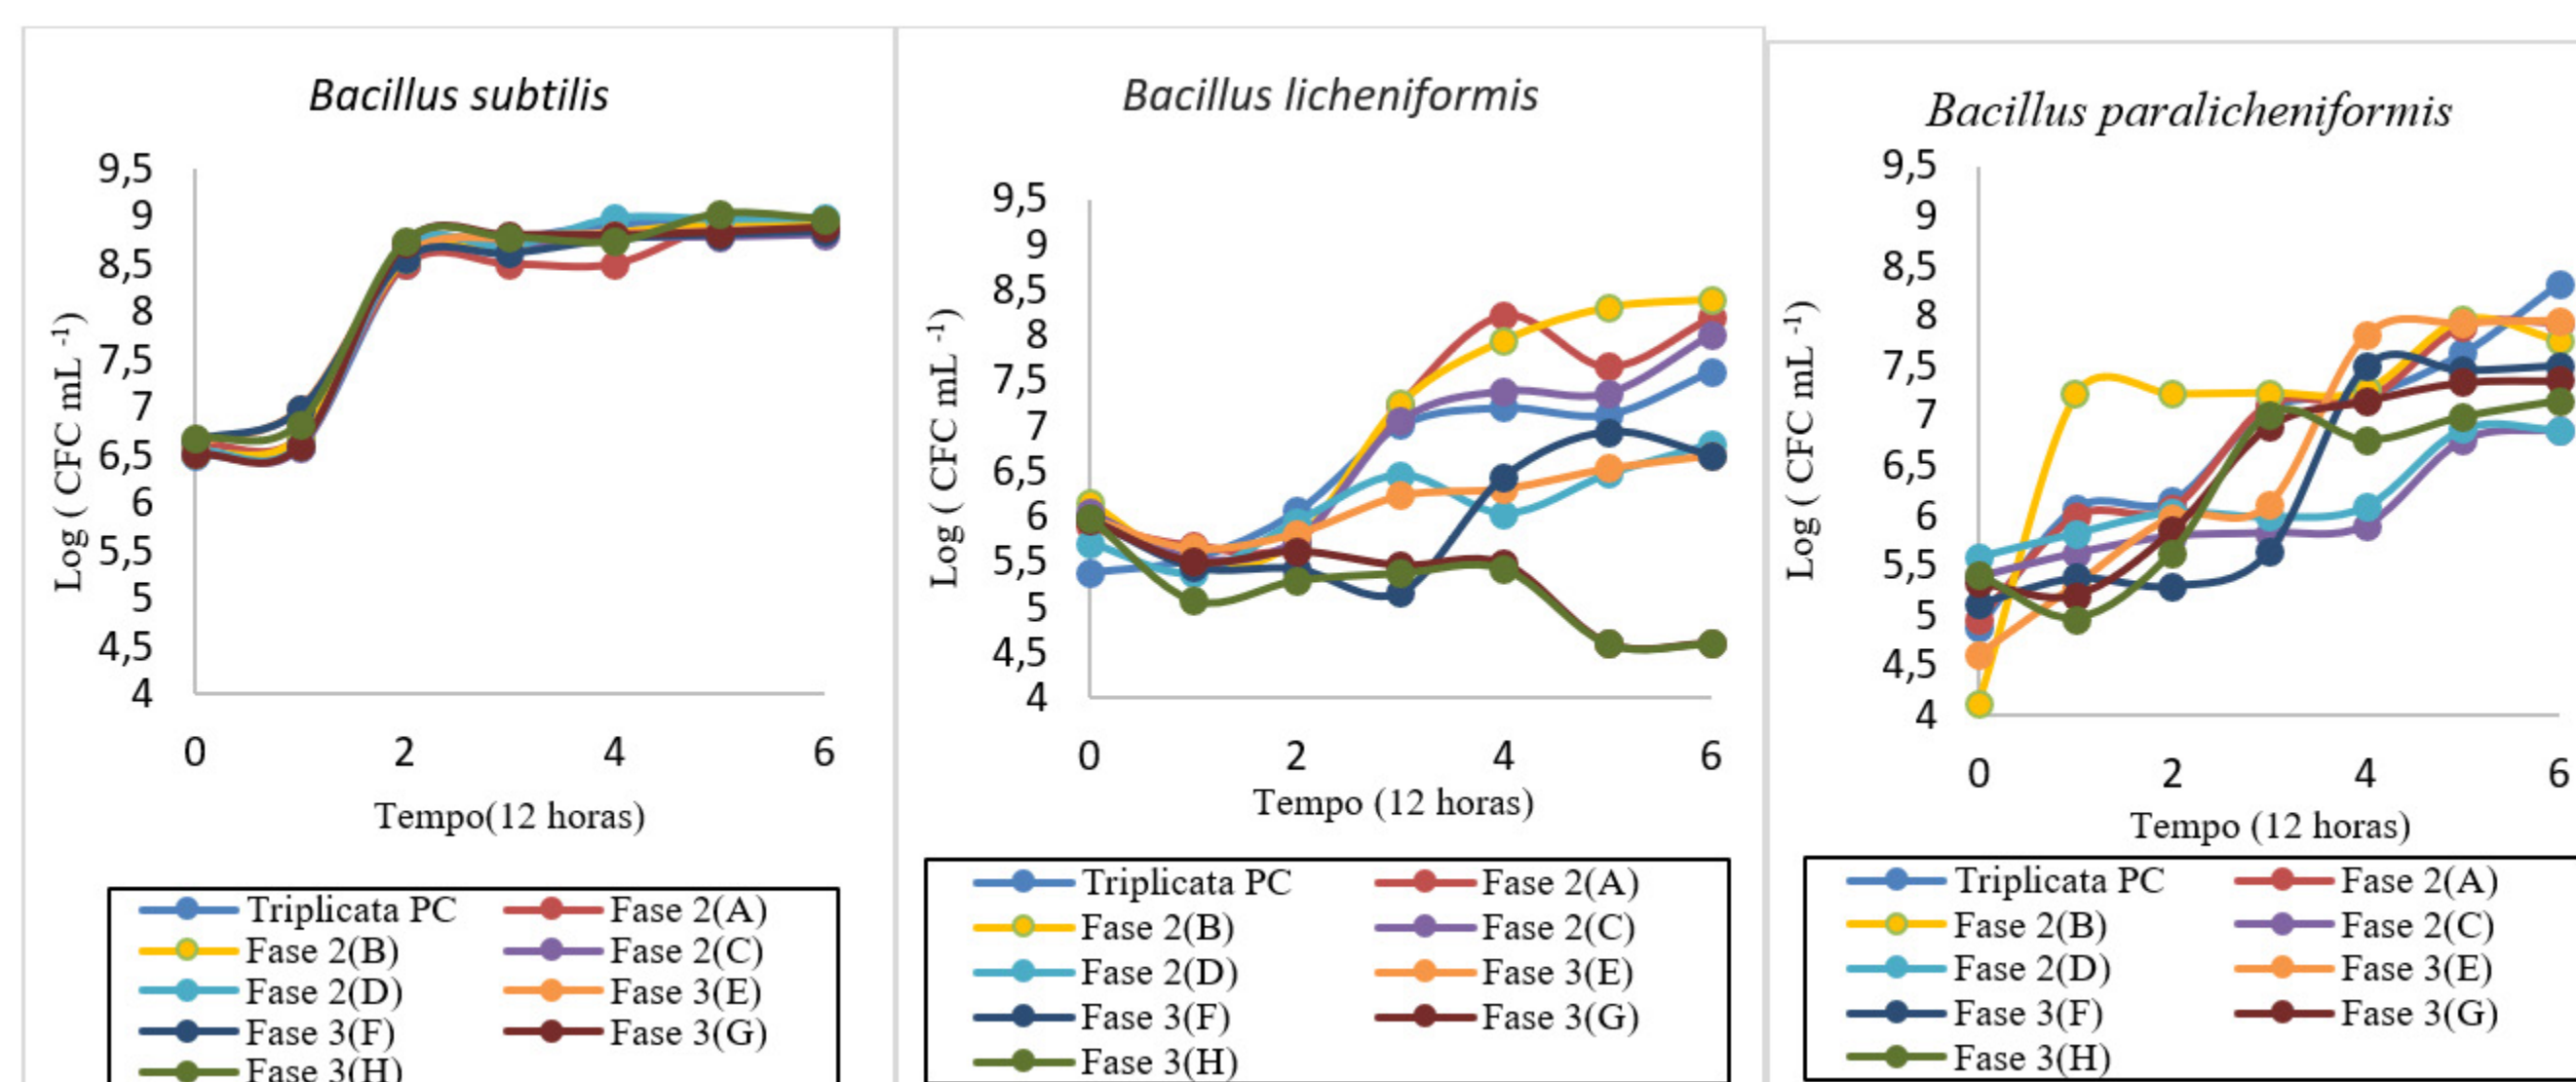 Bacillus subtilis
9,5
9
8,5
8
7,5
7
6,5
6
5,5
5
4,5
4
Log ( CFC mL -1)
0 2 4 6
Tempo(12 horas)
Triplicata PC Fase 2(A)
Fase 2(B) Fase 2(C)
Fase 2(D) Fase 3(E)
Fase 3(F) Fase 3(G)
Fase 3(H)
Bacillus licheniformis
9,5
9
8,5
8
7,5
7
6,5
6
5,5
5
4,5
4
Log ( CFC mL -1)
0 2 4 6
Tempo (12 horas)
Triplicata PC Fase 2(A)
Fase 2(B) Fase 2(C)
Fase 2(D) Fase 3(E)
Fase 3(F) Fase 3(G)
Fase 3(H)
Bacillus paralicheniformis
9,5
9
8,5
8
7,5
7
6,5
6
5,5
5
4,5
4
Log ( CFC mL -1)
0 2 4 6
Tempo (12 horas)
Triplicata PC Fase 2(A)
Fase 2(B) Fase 2(C)
Fase 2(D) Fase 3(E)
Fase 3(F) Fase 3(G)
Fase 3(H)